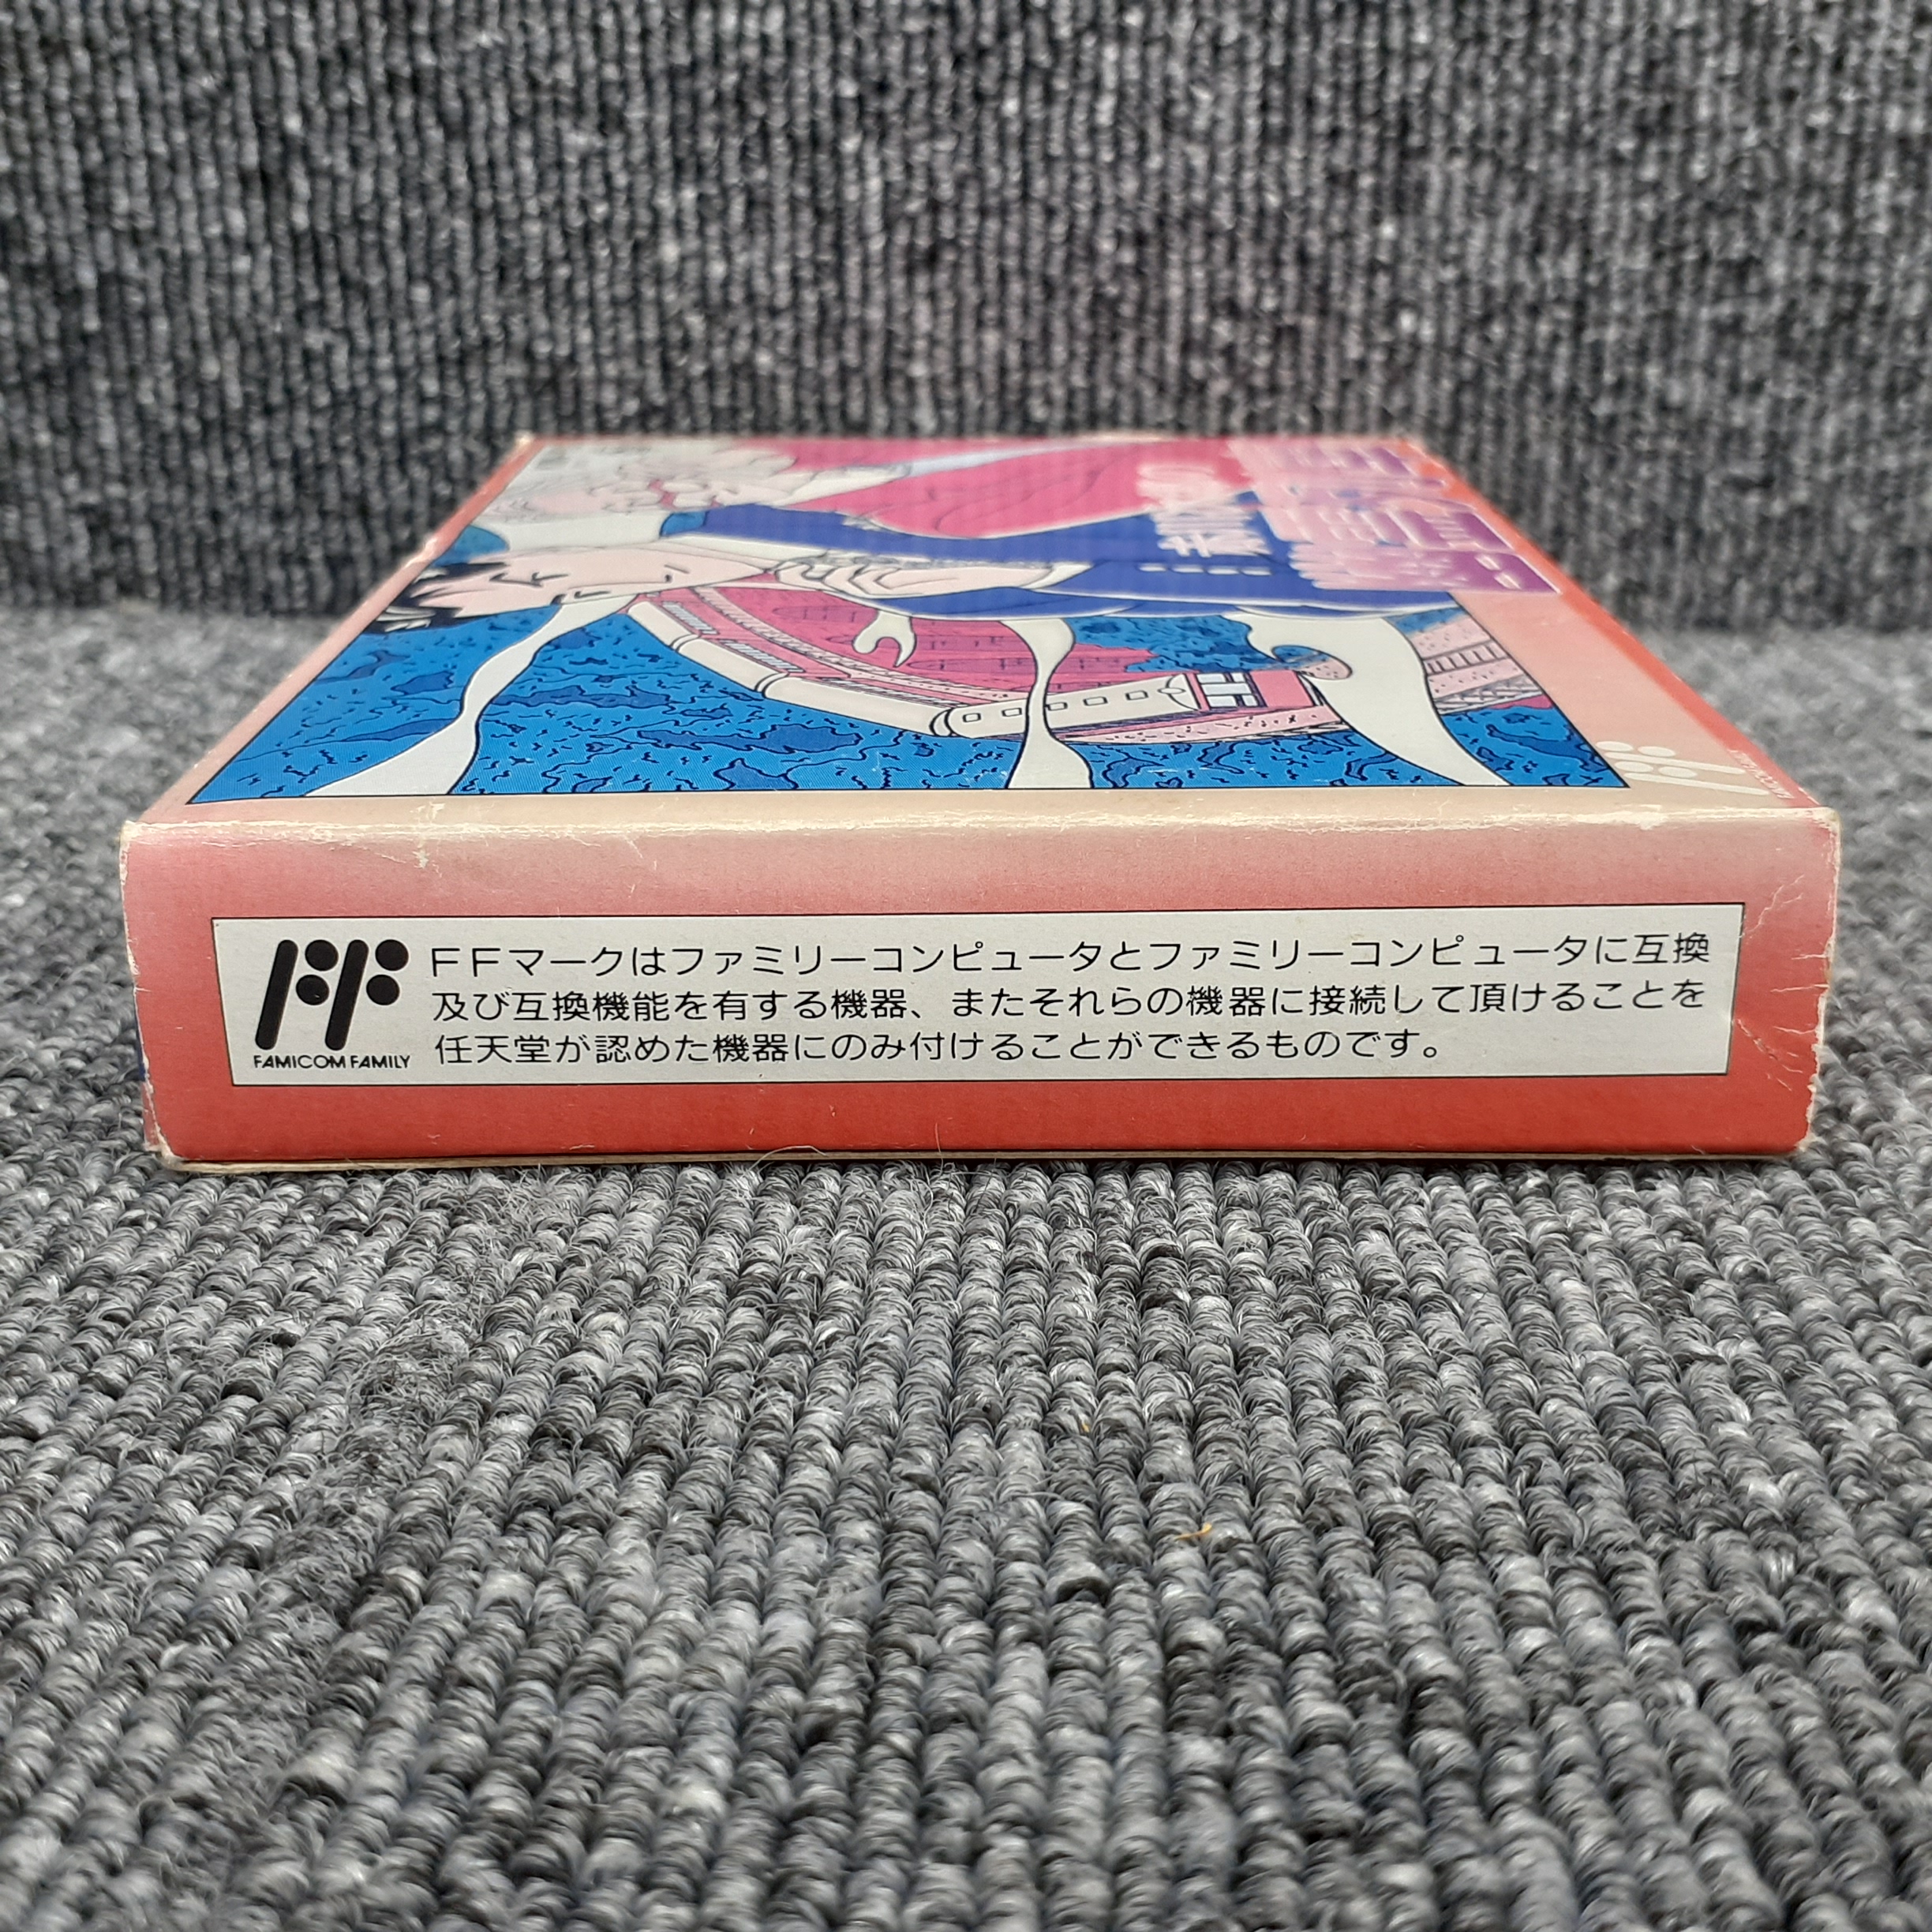 FFマークはファミリーコンピュータとファミリーコンピュータに互換
及び互換機能を有する機器、またそれらの機器に接続して頂けることを
任天堂が認めた機器にのみ付けることができるものです。
FAMICOM FAMILY